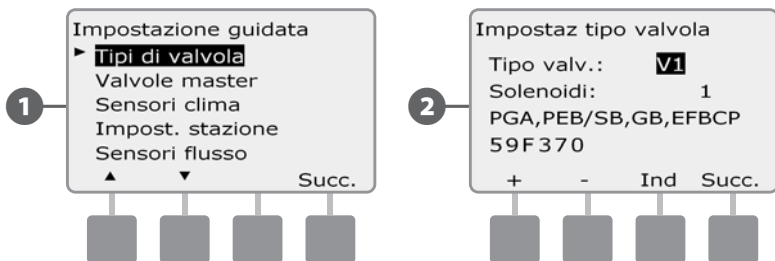 1
Impostazione guidata
► Tipi di valvola
Valvole master
Sensori clima
Impost. stazione
Sensori flusso
▲ ▼ Succ.
2
Impostaz tipo valvola
Tipo valv.: V1
Solenoidi: 1
PGA,PEB/SB,GB,EFBCP
59F370
+ - Ind Succ.